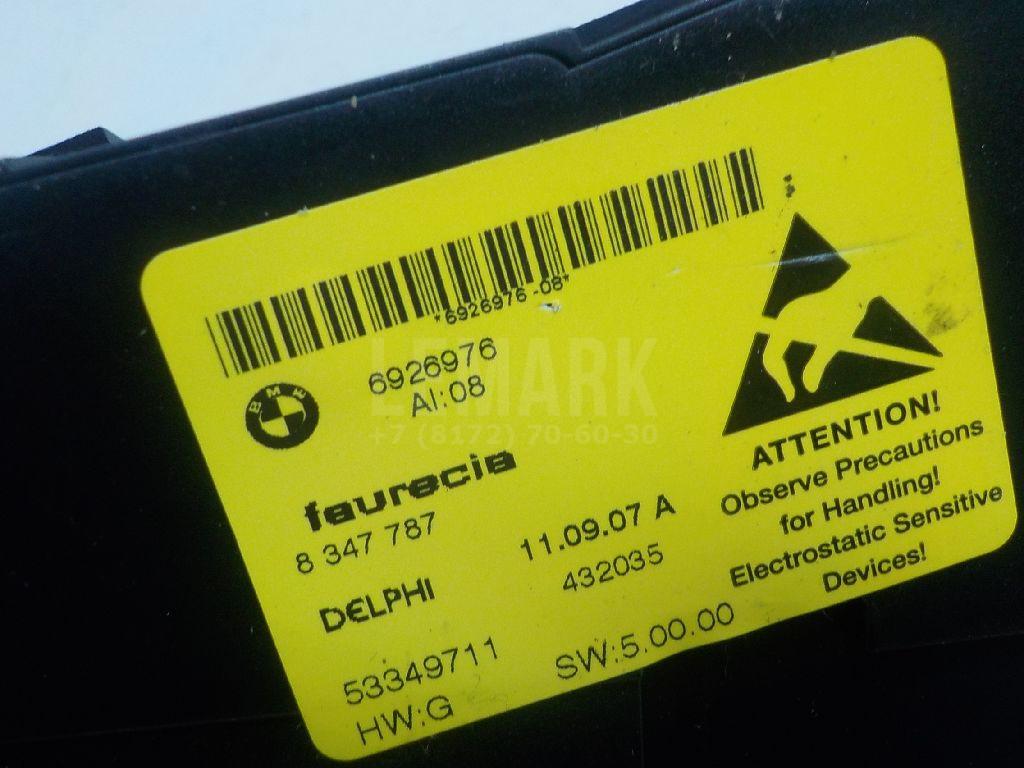 *6926976-08*
6926976
AI:08
BMW
LEMARK
+7 (8172) 70-60-30
faurecia
8 347 787
11.09.07 A
DELPHI
432035
53349711
SW:5.00.00
HW:G
ATTENTION!
Observe Precautions
for Handling!
Electrostatic Sensitive
Devices!